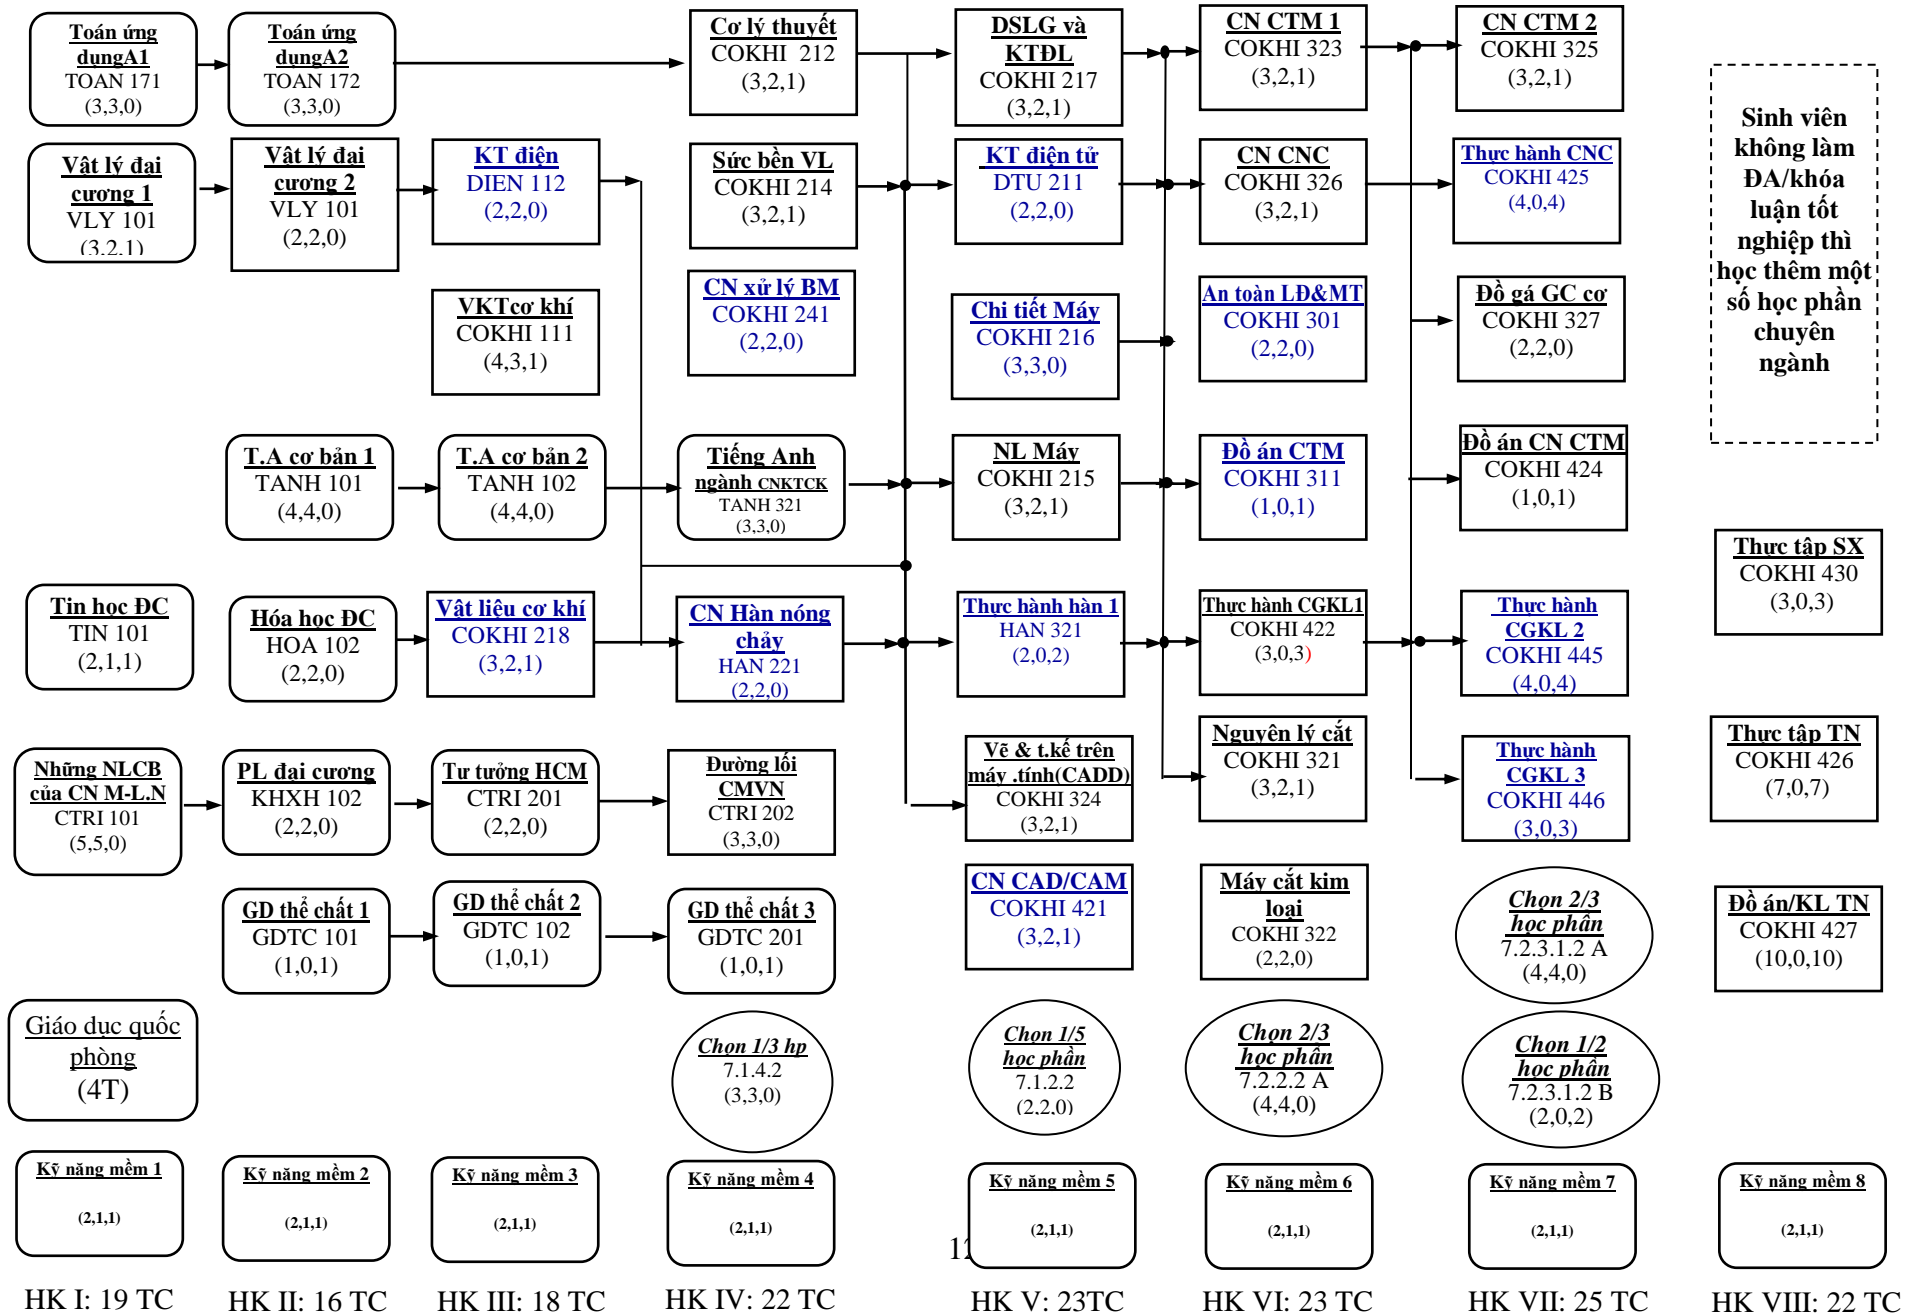 Toán ứng
dụngA1
TOAN 171
(3,3,0)
Toán ứng
dụngA2
TOAN 172
(3,3,0)
Cơ lý thuyết
COKHI 212
(3,2,1)
DSLG và
KTĐL
COKHI 217
(3,2,1)
CN CTM 1
COKHI 323
(3,2,1)
CN CTM 2
COKHI 325
(3,2,1)
Sinh viên
không làm
ĐA/khóa
luận tốt
nghiệp thì
học thêm một
số học phần
chuyên
ngành
Vật lý đại
cương 1
VLY 101
(3,2,1)
Vật lý đại
cương 2
VLY 101
(2,2,0)
KT điện
DIEN 112
(2,2,0)
Sức bền VL
COKHI 214
(3,2,1)
KT điện tử
DTU 211
(2,2,0)
CN CNC
COKHI 326
(3,2,1)
Thực hành CNC
COKHI 425
(4,0,4)
VKTcơ khí
COKHI 111
(4,3,1)
CN xử lý BM
COKHI 241
(2,2,0)
Chi tiết Máy
COKHI 216
(3,3,0)
An toàn LĐ&MT
COKHI 301
(2,2,0)
Đồ gá GC cơ
COKHI 327
(2,2,0)
T.A cơ bản 1
TANH 101
(4,4,0)
T.A cơ bản 2
TANH 102
(4,4,0)
Tiếng Anh
ngành CNKTCK
TANH 321
(3,3,0)
NL Máy
COKHI 215
(3,2,1)
Đồ án CTM
COKHI 311
(1,0,1)
Đồ án CN CTM
COKHI 424
(1,0,1)
Thực tập SX
COKHI 430
(3,0,3)
Tin học ĐC
TIN 101
(2,1,1)
Hóa học ĐC
HOA 102
(2,2,0)
Vật liệu cơ khí
COKHI 218
(3,2,1)
CN Hàn nóng
chảy
HAN 221
(2,2,0)
Thực hành hàn 1
HAN 321
(2,0,2)
Thực hành CGKL1
COKHI 422
(3,0,3)
Thực hành
CGKL 2
COKHI 445
(4,0,4)
Những NLCB
của CN M-L.N
CTRI 101
(5,5,0)
PL đại cương
KHXH 102
(2,2,0)
Tư tưởng HCM
CTRI 201
(2,2,0)
Đường lối
CMVN
CTRI 202
(3,3,0)
Vẽ & t.kế trên
máy .tính(CADD)
COKHI 324
(3,2,1)
Nguyên lý cắt
COKHI 321
(3,2,1)
Thực hành
CGKL 3
COKHI 446
(3,0,3)
Thực tập TN
COKHI 426
(7,0,7)
GD thể chất 1
GDTC 101
(1,0,1)
GD thể chất 2
GDTC 102
(1,0,1)
GD thể chất 3
GDTC 201
(1,0,1)
CN CAD/CAM
COKHI 421
(3,2,1)
Máy cắt kim
loại
COKHI 322
(2,2,0)
Chọn 2/3
học phần
7.2.3.1.2 A
(4,4,0)
Đồ án/KL TN
COKHI 427
(10,0,10)
Giáo dục quốc
phòng
(4T)
Chọn 1/3 hp
7.1.4.2
(3,3,0)
Chọn 1/5
học phần
7.1.2.2
(2,2,0)
Chọn 2/3
học phần
7.2.2.2 A
(4,4,0)
Chọn 1/2
học phần
7.2.3.1.2 B
(2,0,2)
Kỹ năng mềm 1
(2,1,1)
Kỹ năng mềm 2
(2,1,1)
Kỹ năng mềm 3
(2,1,1)
Kỹ năng mềm 4
(2,1,1)
Kỹ năng mềm 5
(2,1,1)
Kỹ năng mềm 6
(2,1,1)
Kỹ năng mềm 7
(2,1,1)
Kỹ năng mềm 8
(2,1,1)
HK I: 19 TC
HK II: 16 TC
HK III: 18 TC
HK IV: 22 TC
HK V: 23TC
HK VI: 23 TC
HK VII: 25 TC
HK VIII: 22 TC